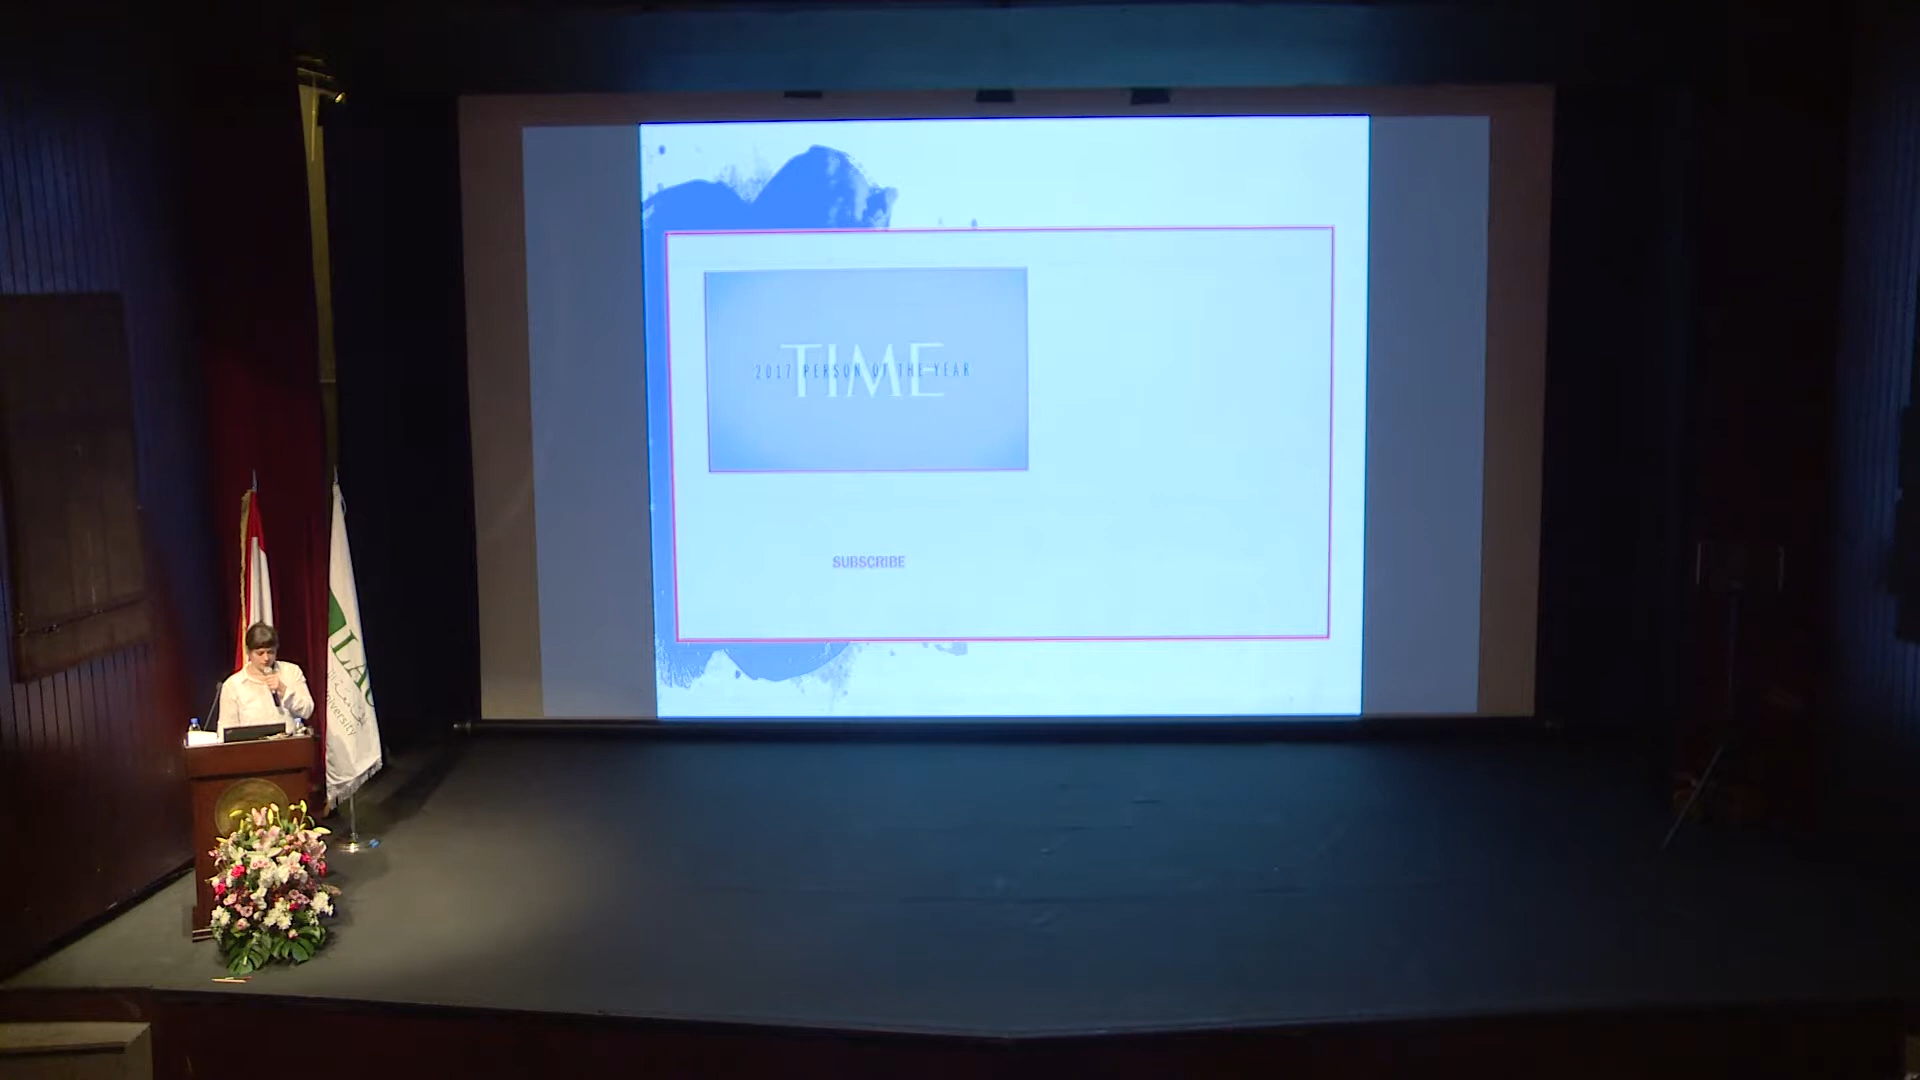 TIME
2017 PERSON OF THE YEAR
SUBSCRIBE
LAU